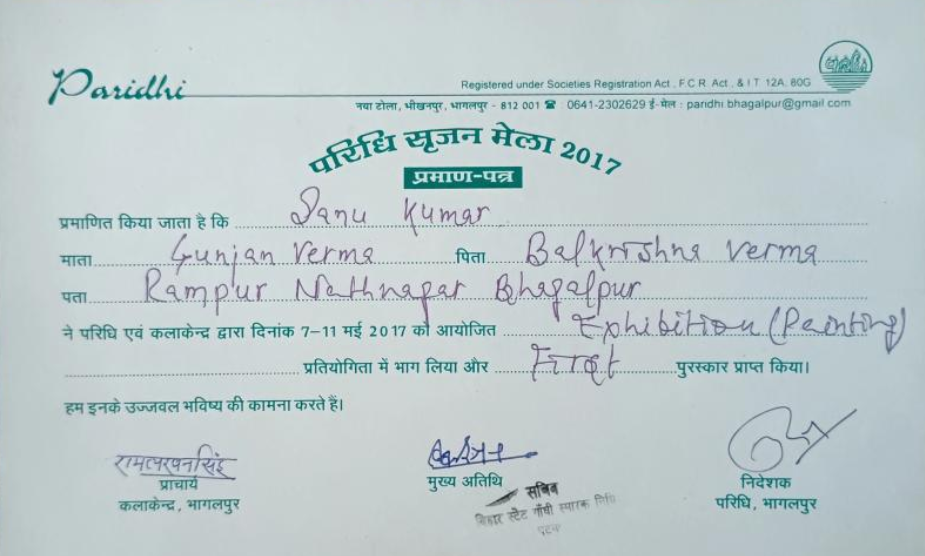 Paridhi
Registered under Societies Registration Act., F.C.R. Act., & I.T. 12A, 80G
नया टोला, भीखनपुर, भागलपुर - 812 001 ☎ 0641-2302629 ई-मेल : paridhi.bhagalpur@gmail.com
परिधि सृजन मेला 2017
प्रमाण-पत्र
प्रमाणित किया जाता है कि Sanu Kumar
माता Gunjan Verma पिता Balkrishna Verma
पता Rampur Nathnagar Bhagalpur
ने परिधि एवं कलाकेन्द्र द्वारा दिनांक 7-11 मई 2017 को आयोजित Exhibition (Painting)
प्रतियोगिता में भाग लिया और First पुरस्कार प्राप्त किया।
हम इनके उज्जवल भविष्य की कामना करते हैं।
प्राचार्य
कलाकेन्द्र, भागलपुर
मुख्य अतिथि
सचिव
बिहार स्टेट गाँधी स्मारक निधि
निदेशक
परिधि, भागलपुर